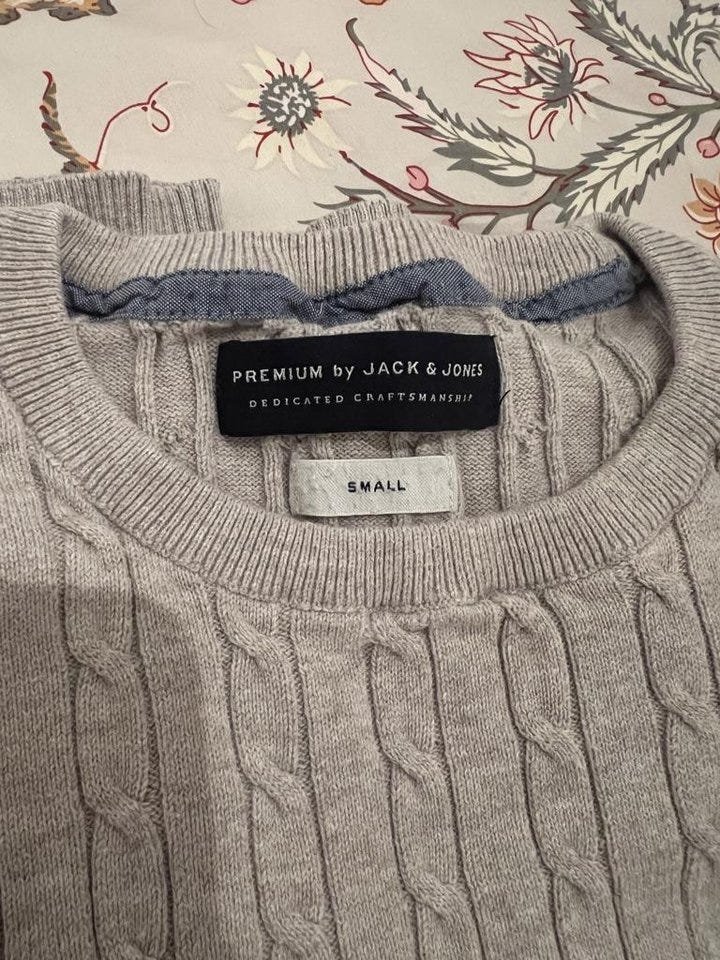 PREMIUM by JACK & JONES
DEDICATED CRAFTSMANSHIP
SMALL